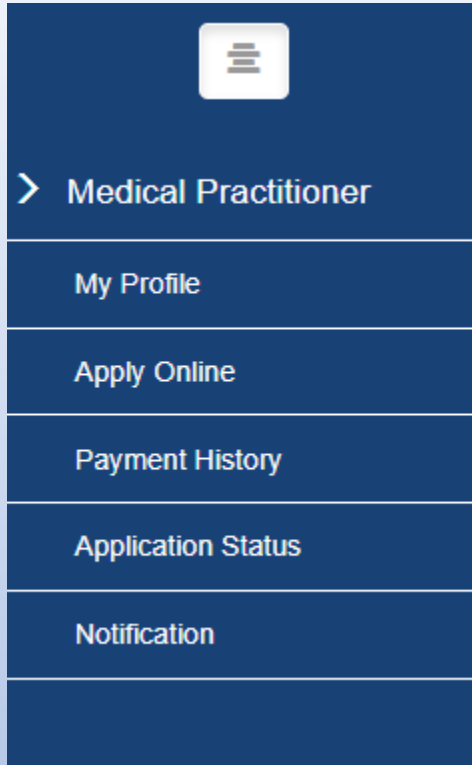 Medical Practitioner
My Profile
Apply Online
Payment History
Application Status
Notification